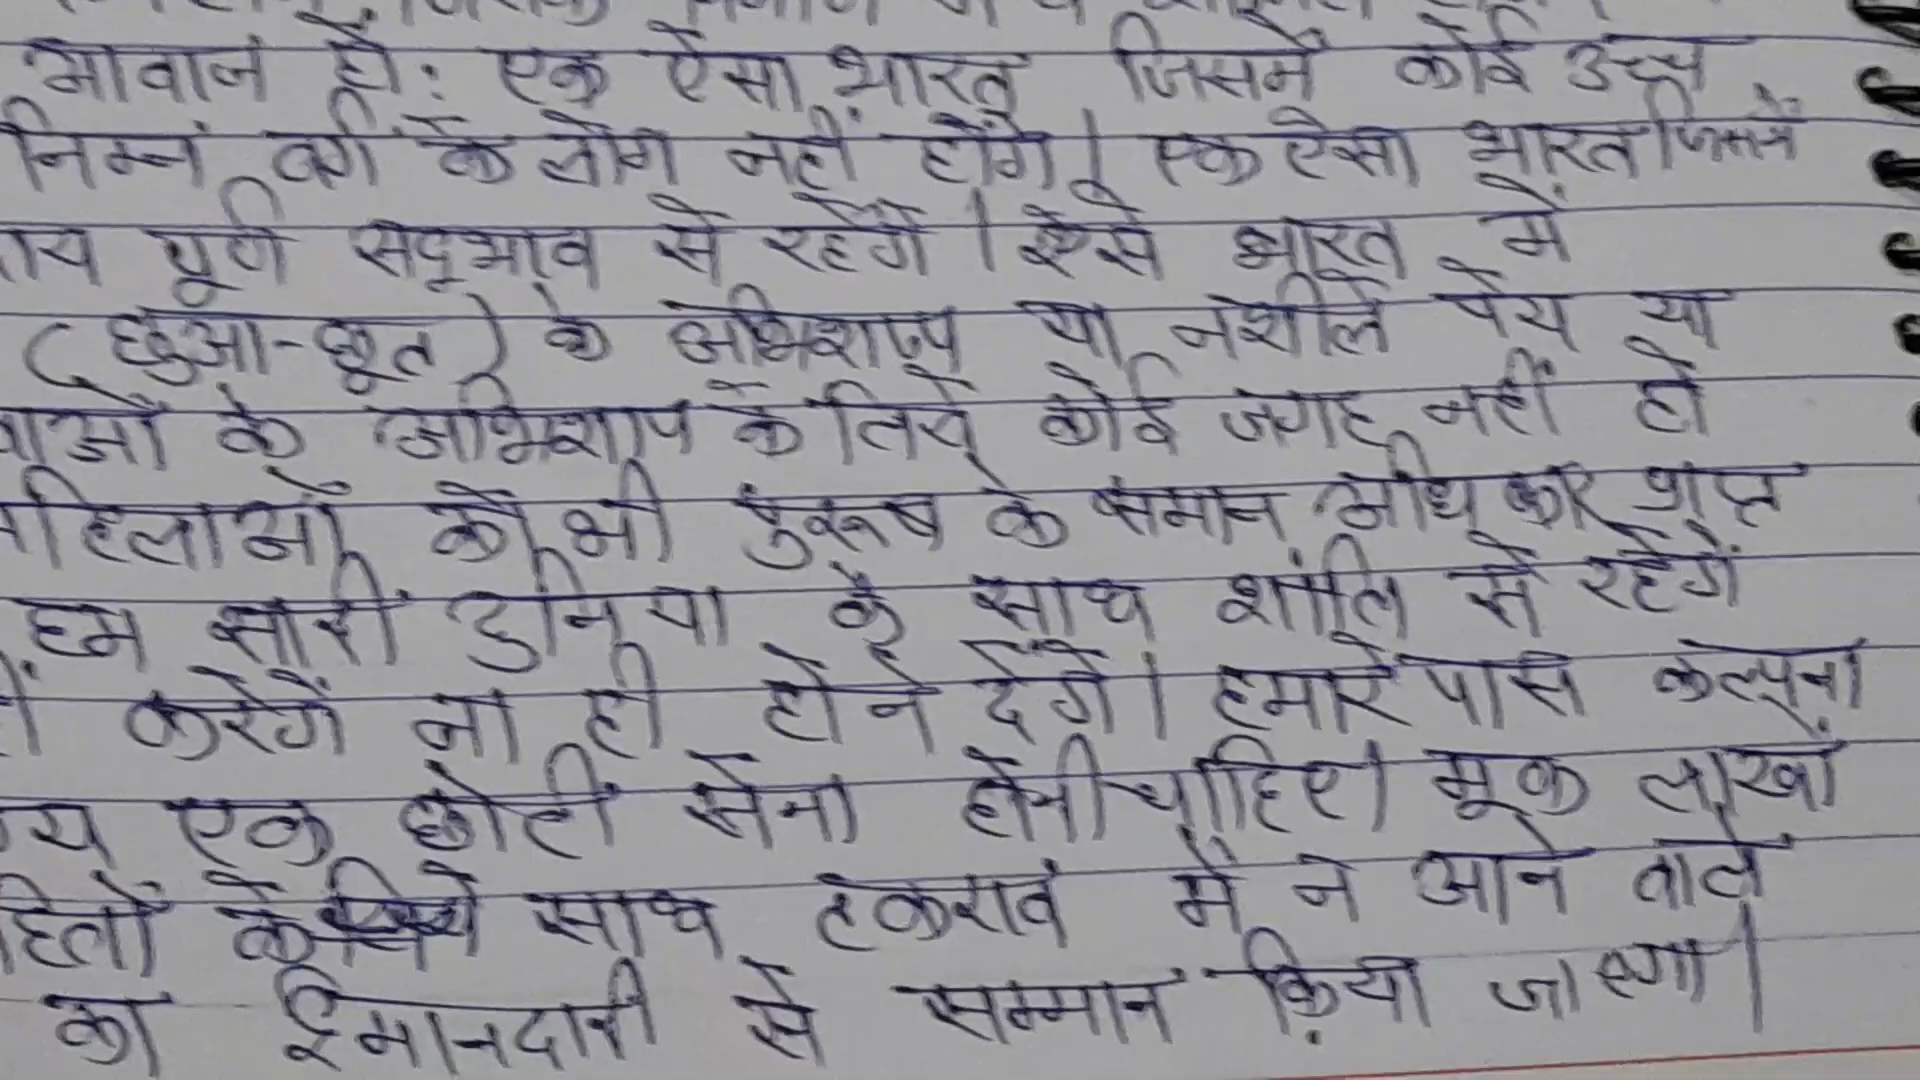 आवाज हो: एक ऐसा भारत जिसमें कोई उच्च
निम्न वर्ग के लोग नहीं होंगे। एक ऐसा भारत जिसमें
पूर्ण सद्भाव से रहेंगे। ऐसे भारत में
(छुआ-छूत) के अभिशाप या नशीले पेय या
के अभिशाप के लिये कोई जगह नहीं हो
महिलाओं को भी पुरूष के समान अधिकार प्राप्त
हम सारी दुनिया के साथ शांति से रहेगें
करेगें ना ही होने देगें। हमारे पास कल्पना
एक छोटी सेना होनी चाहिए। मूक लाखों
हितों के साथ टकराव में न आने वाले
का ईमानदारी से सम्मान किया जाएगा।